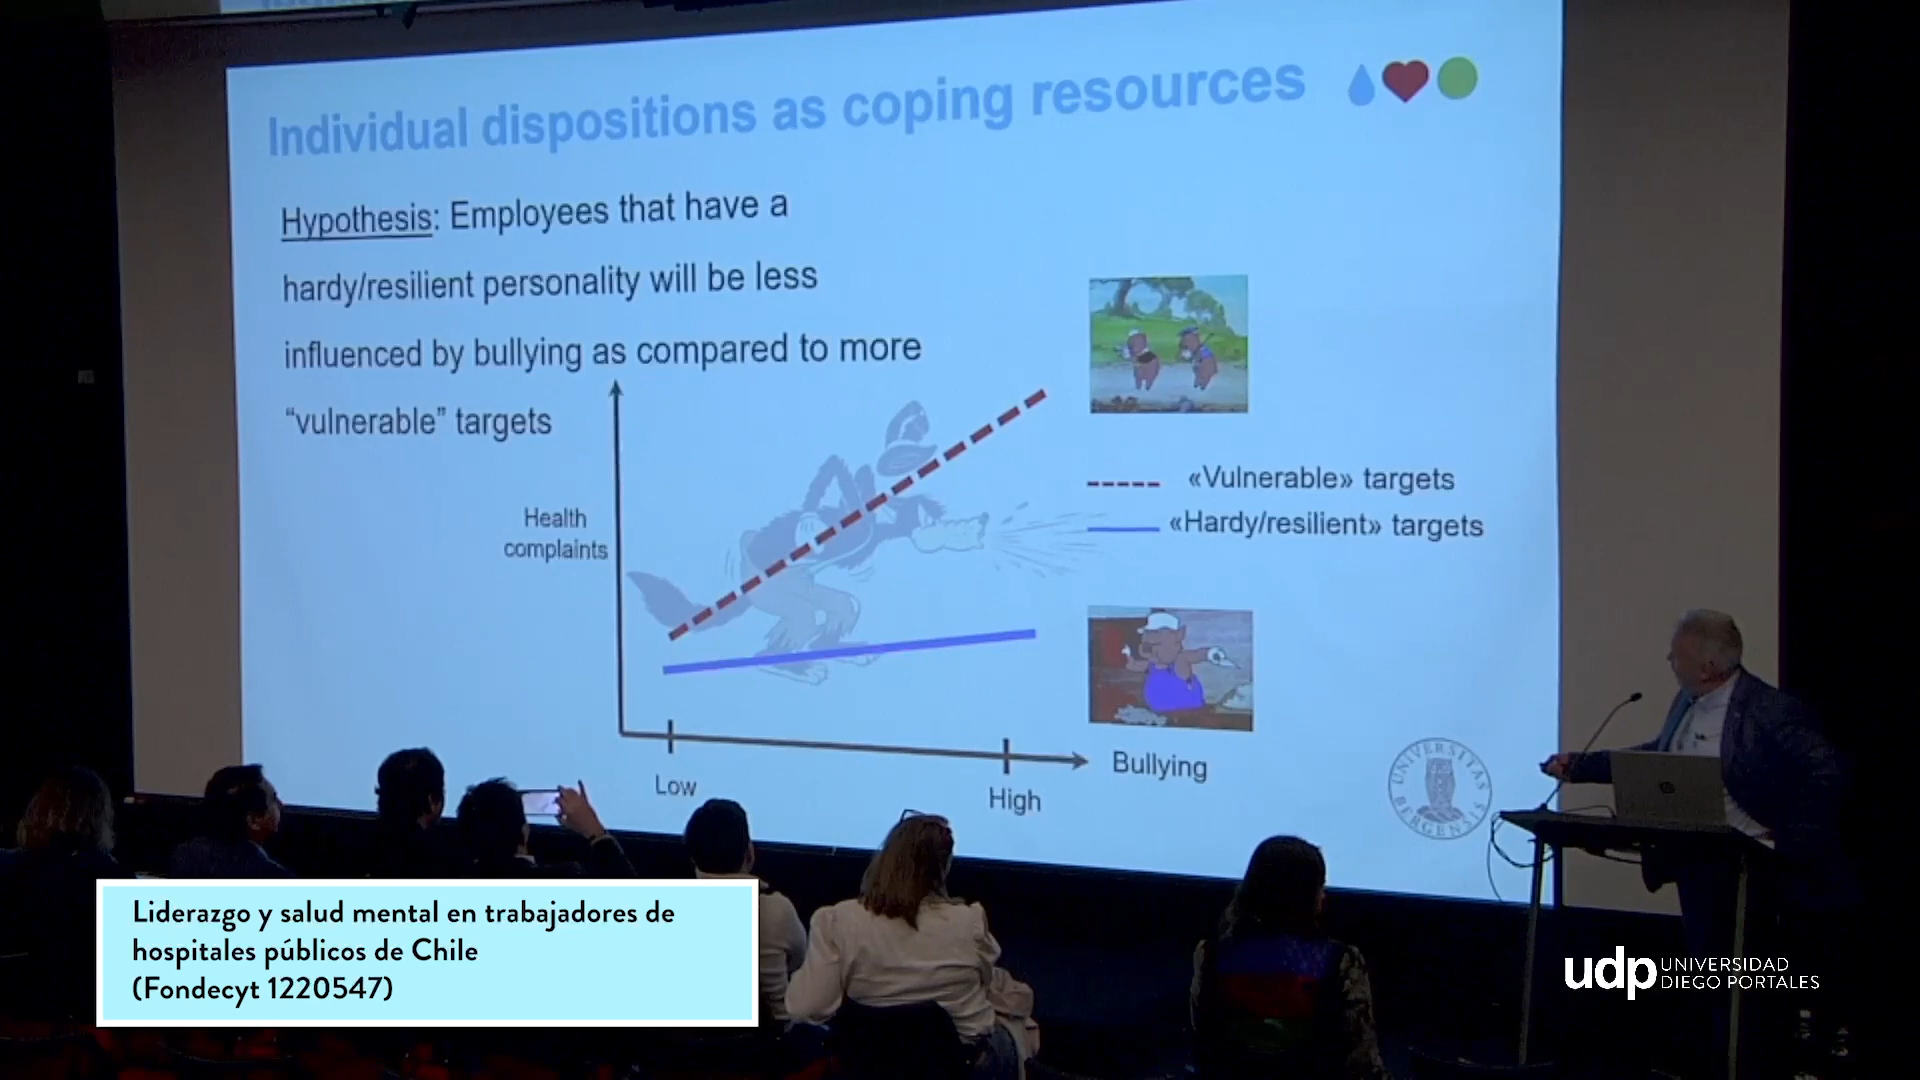 Individual dispositions as coping resources
Hypothesis: Employees that have a
hardy/resilient personality will be less
influenced by bullying as compared to more
“vulnerable” targets
Health
complaints
«Vulnerable» targets
«Hardy/resilient» targets
Low
High
Bullying
UNIVERSITAS
BERGENSIS
Liderazgo y salud mental en trabajadores de
hospitales públicos de Chile
(Fondecyt 1220547)
udp UNIVERSIDAD
DIEGO PORTALES